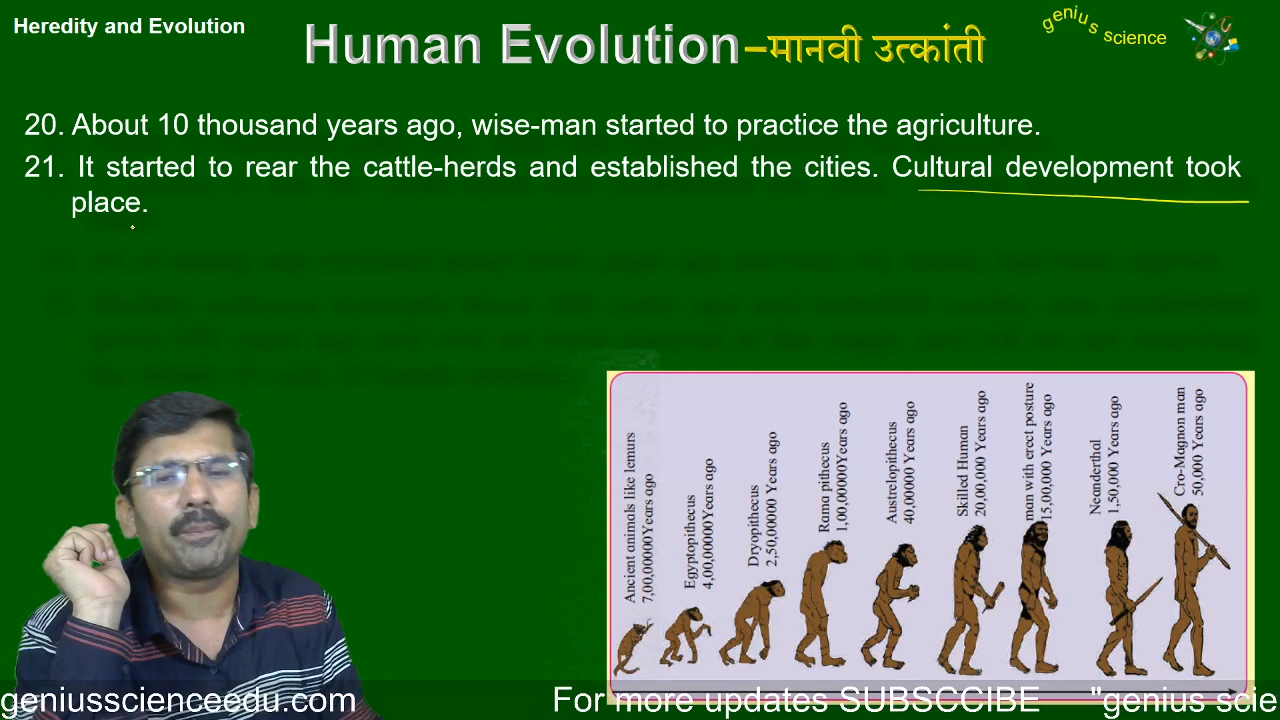 Heredity and Evolution
Human Evolution–मानवी उत्कांती
genius science
20. About 10 thousand years ago, wise-man started to practice the agriculture.
21. It started to rear the cattle-herds and established the cities. Cultural development took
place.
Ancient animals like lemurs
7,00,00000Years ago
Egyptopithecus
4,00,00000Years ago
Dryopithecus
2,50,00000 Years ago
Rama pithecus
1,00,00000Years ago
Austrelopithecus
40,00000 Years ago
Skilled Human
20,00,000 Years ago
man with erect posture
15,00,000 Years ago
Neanderthal
1,50,000 Years ago
Cro-Magnon man
50,000 Years ago
geniusscienceedu.com
For more updates SUBSCCIBE "genius scie